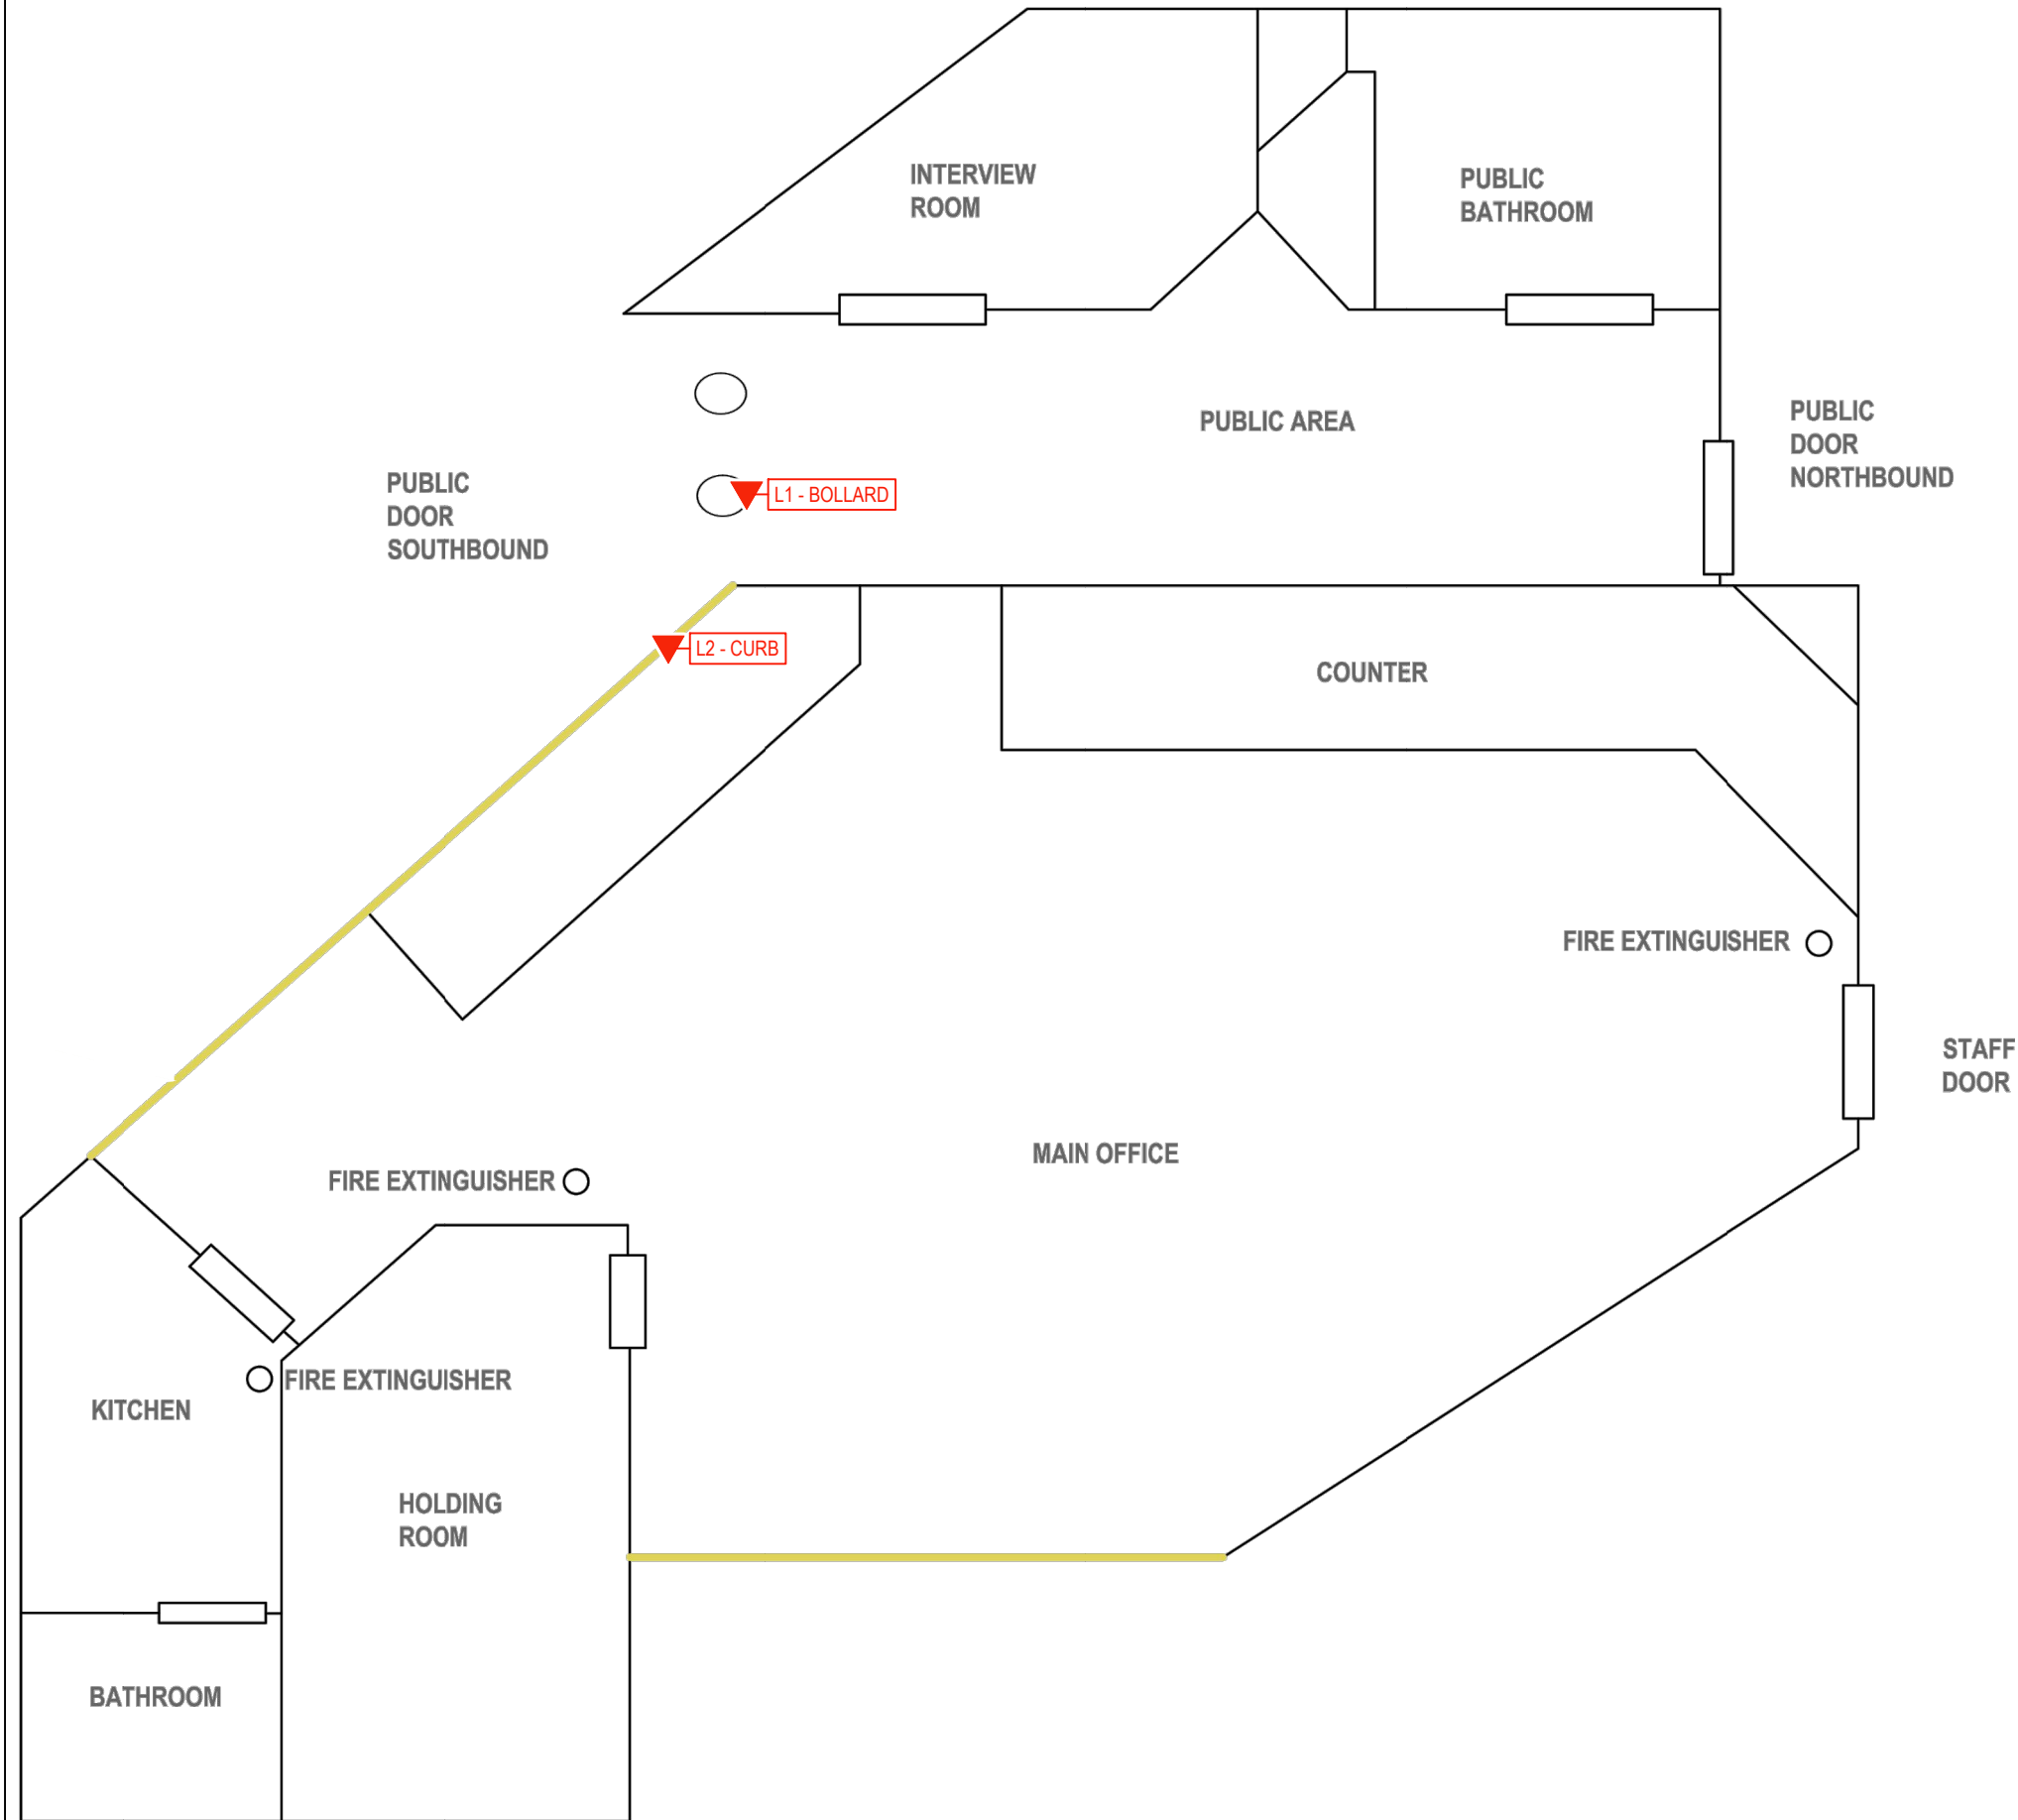 INTERVIEW
ROOM
PUBLIC
BATHROOM
PUBLIC AREA
PUBLIC
DOOR
NORTHBOUND
PUBLIC
DOOR
SOUTHBOUND
L1 - BOLLARD
L2 - CURB
COUNTER
FIRE EXTINGUISHER
STAFF
DOOR
MAIN OFFICE
FIRE EXTINGUISHER
FIRE EXTINGUISHER
KITCHEN
HOLDING
ROOM
BATHROOM